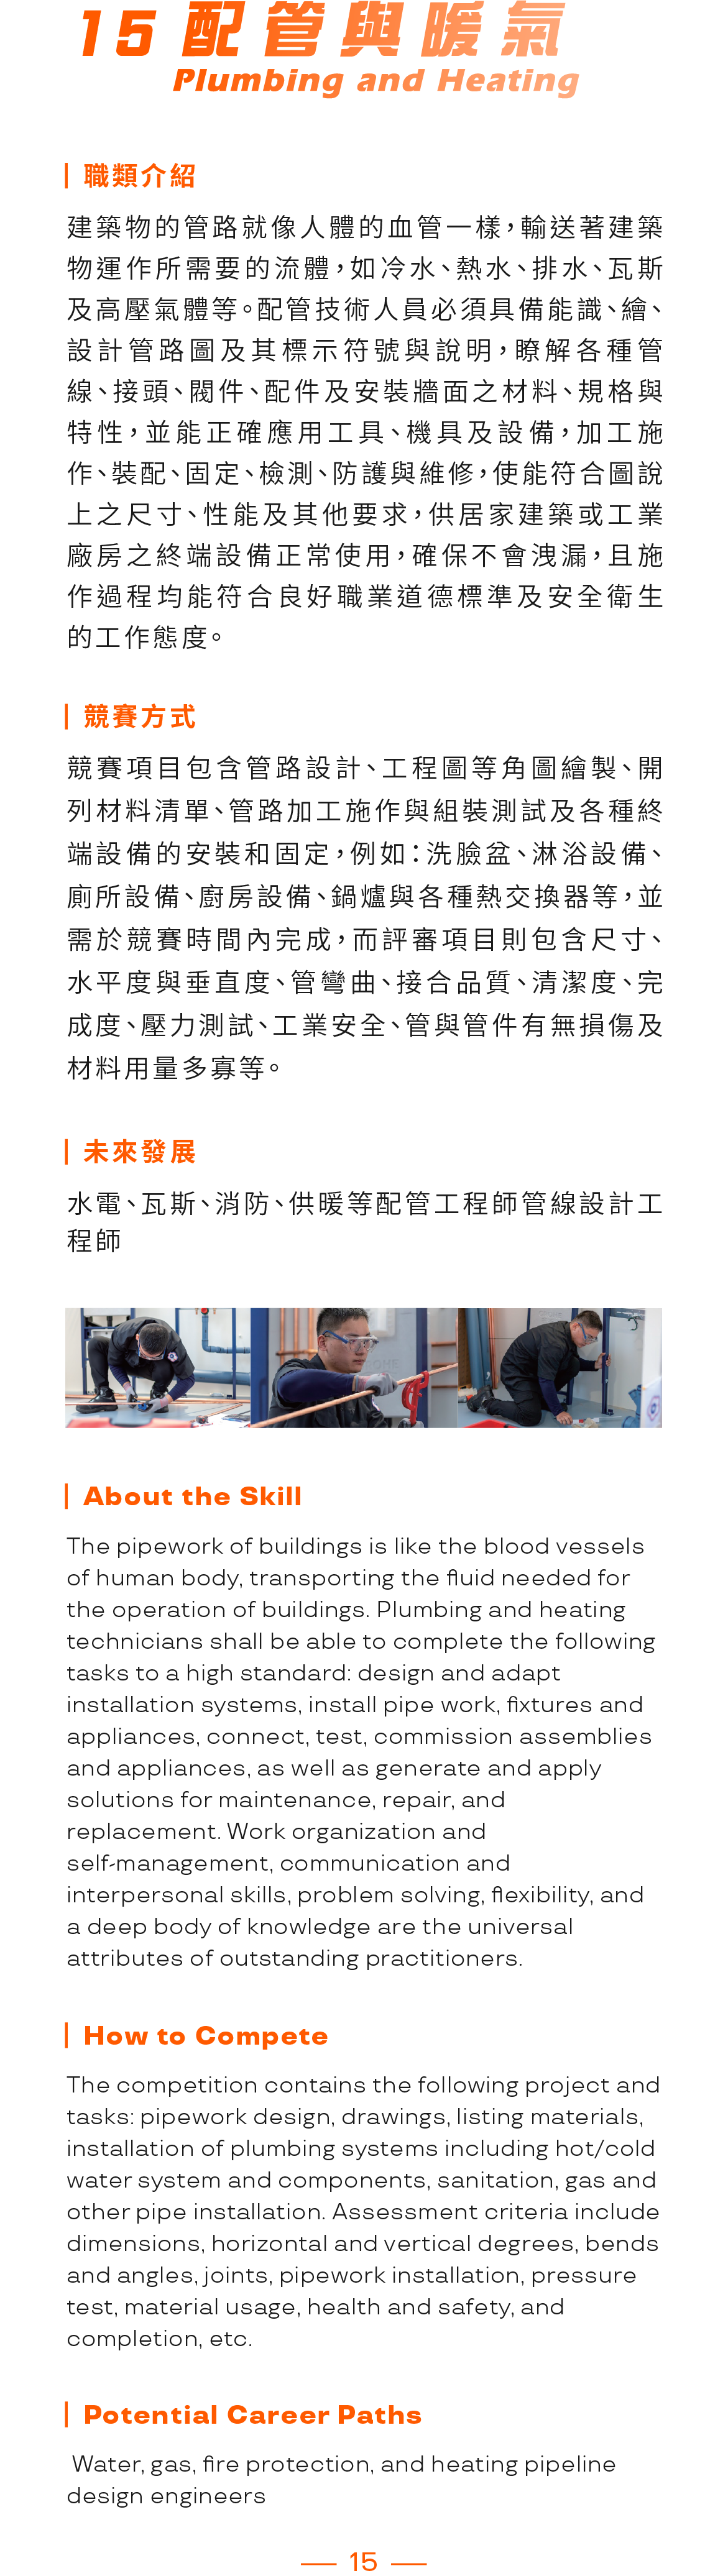 15 配管與暖氣
Plumbing and Heating
職類介紹
建築物的管路就像人體的血管一樣，輸送著建築
物運作所需要的流體，如冷水、熱水、排水、瓦斯
及高壓氣體等。配管技術人員必須具備能識、繪、
設計管路圖及其標示符號與說明，瞭解各種管
線、接頭、閥件、配件及安裝牆面之材料、規格與
特性，並能正確應用工具、機具及設備，加工施
作、裝配、固定、檢測、防護與維修，使能符合圖說
上之尺寸、性能及其他要求，供居家建築或工業
廠房之終端設備正常使用，確保不會洩漏，且施
作過程均能符合良好職業道德標準及安全衛生
的工作態度。
競賽方式
競賽項目包含管路設計、工程圖等角圖繪製、開
列材料清單、管路加工施作與組裝測試及各種終
端設備的安裝和固定，例如：洗臉盆、淋浴設備、
廁所設備、廚房設備、鍋爐與各種熱交換器等，並
需於競賽時間內完成，而評審項目則包含尺寸、
水平度與垂直度、管彎曲、接合品質、清潔度、完
成度、壓力測試、工業安全、管與管件有無損傷及
材料用量多寡等。
未來發展
水電、瓦斯、消防、供暖等配管工程師管線設計工
程師
About the Skill
The pipework of buildings is like the blood vessels
of human body, transporting the fluid needed for
the operation of buildings. Plumbing and heating
technicians shall be able to complete the following
tasks to a high standard: design and adapt
installation systems, install pipe work, fixtures and
appliances, connect, test, commission assemblies
and appliances, as well as generate and apply
solutions for maintenance, repair, and
replacement. Work organization and
self-management, communication and
interpersonal skills, problem solving, flexibility, and
a deep body of knowledge are the universal
attributes of outstanding practitioners.
How to Compete
The competition contains the following project and
tasks: pipework design, drawings, listing materials,
installation of plumbing systems including hot/cold
water system and components, sanitation, gas and
other pipe installation. Assessment criteria include
dimensions, horizontal and vertical degrees, bends
and angles, joints, pipework installation, pressure
test, material usage, health and safety, and
completion, etc.
Potential Career Paths
Water, gas, fire protection, and heating pipeline
design engineers
15